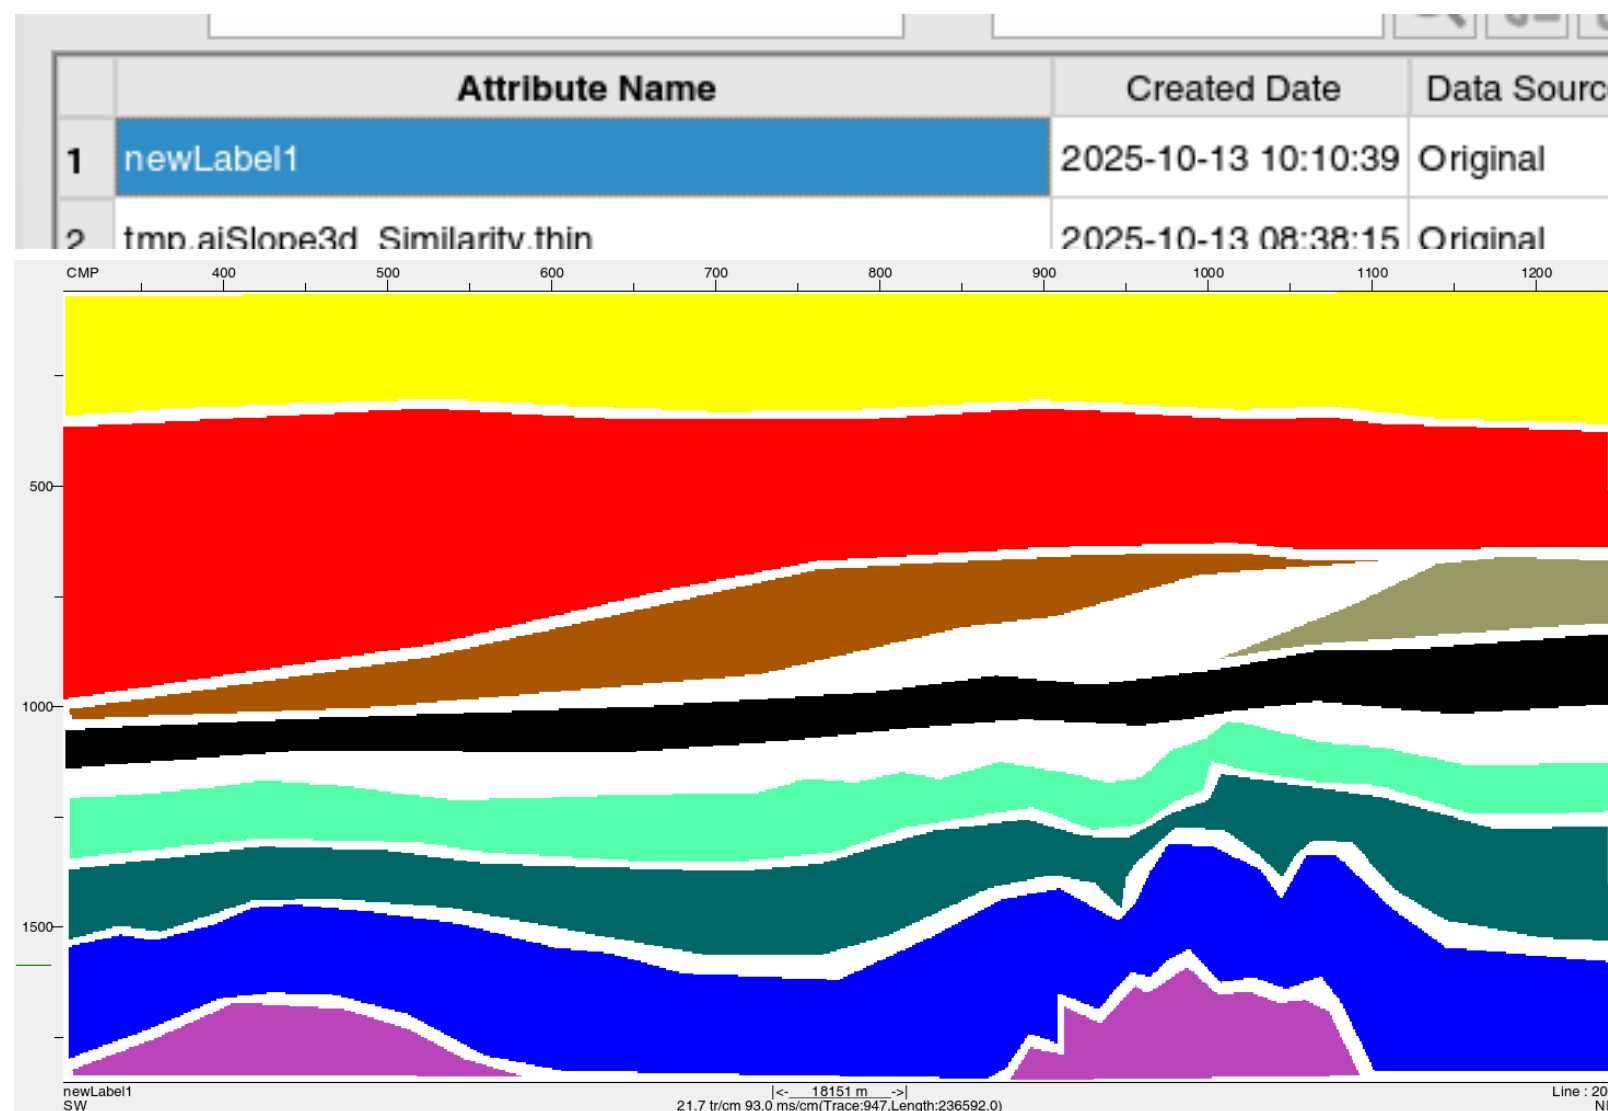 Attribute Name Created Date Data Sourc
1 newLabel1 2025-10-13 10:10:39 Original
2 tmp.aiSlope3d_Similarity.thin 2025-10-13 08:38:15 Original
CMP 400 500 600 700 800 900 1000 1100 1200
500
1000
1500
newLabel1 |<-___18151 m___->| Line : 20
SW 21.7 tr/cm 93.0 ms/cm(Trace:947,Length:236592.0) N